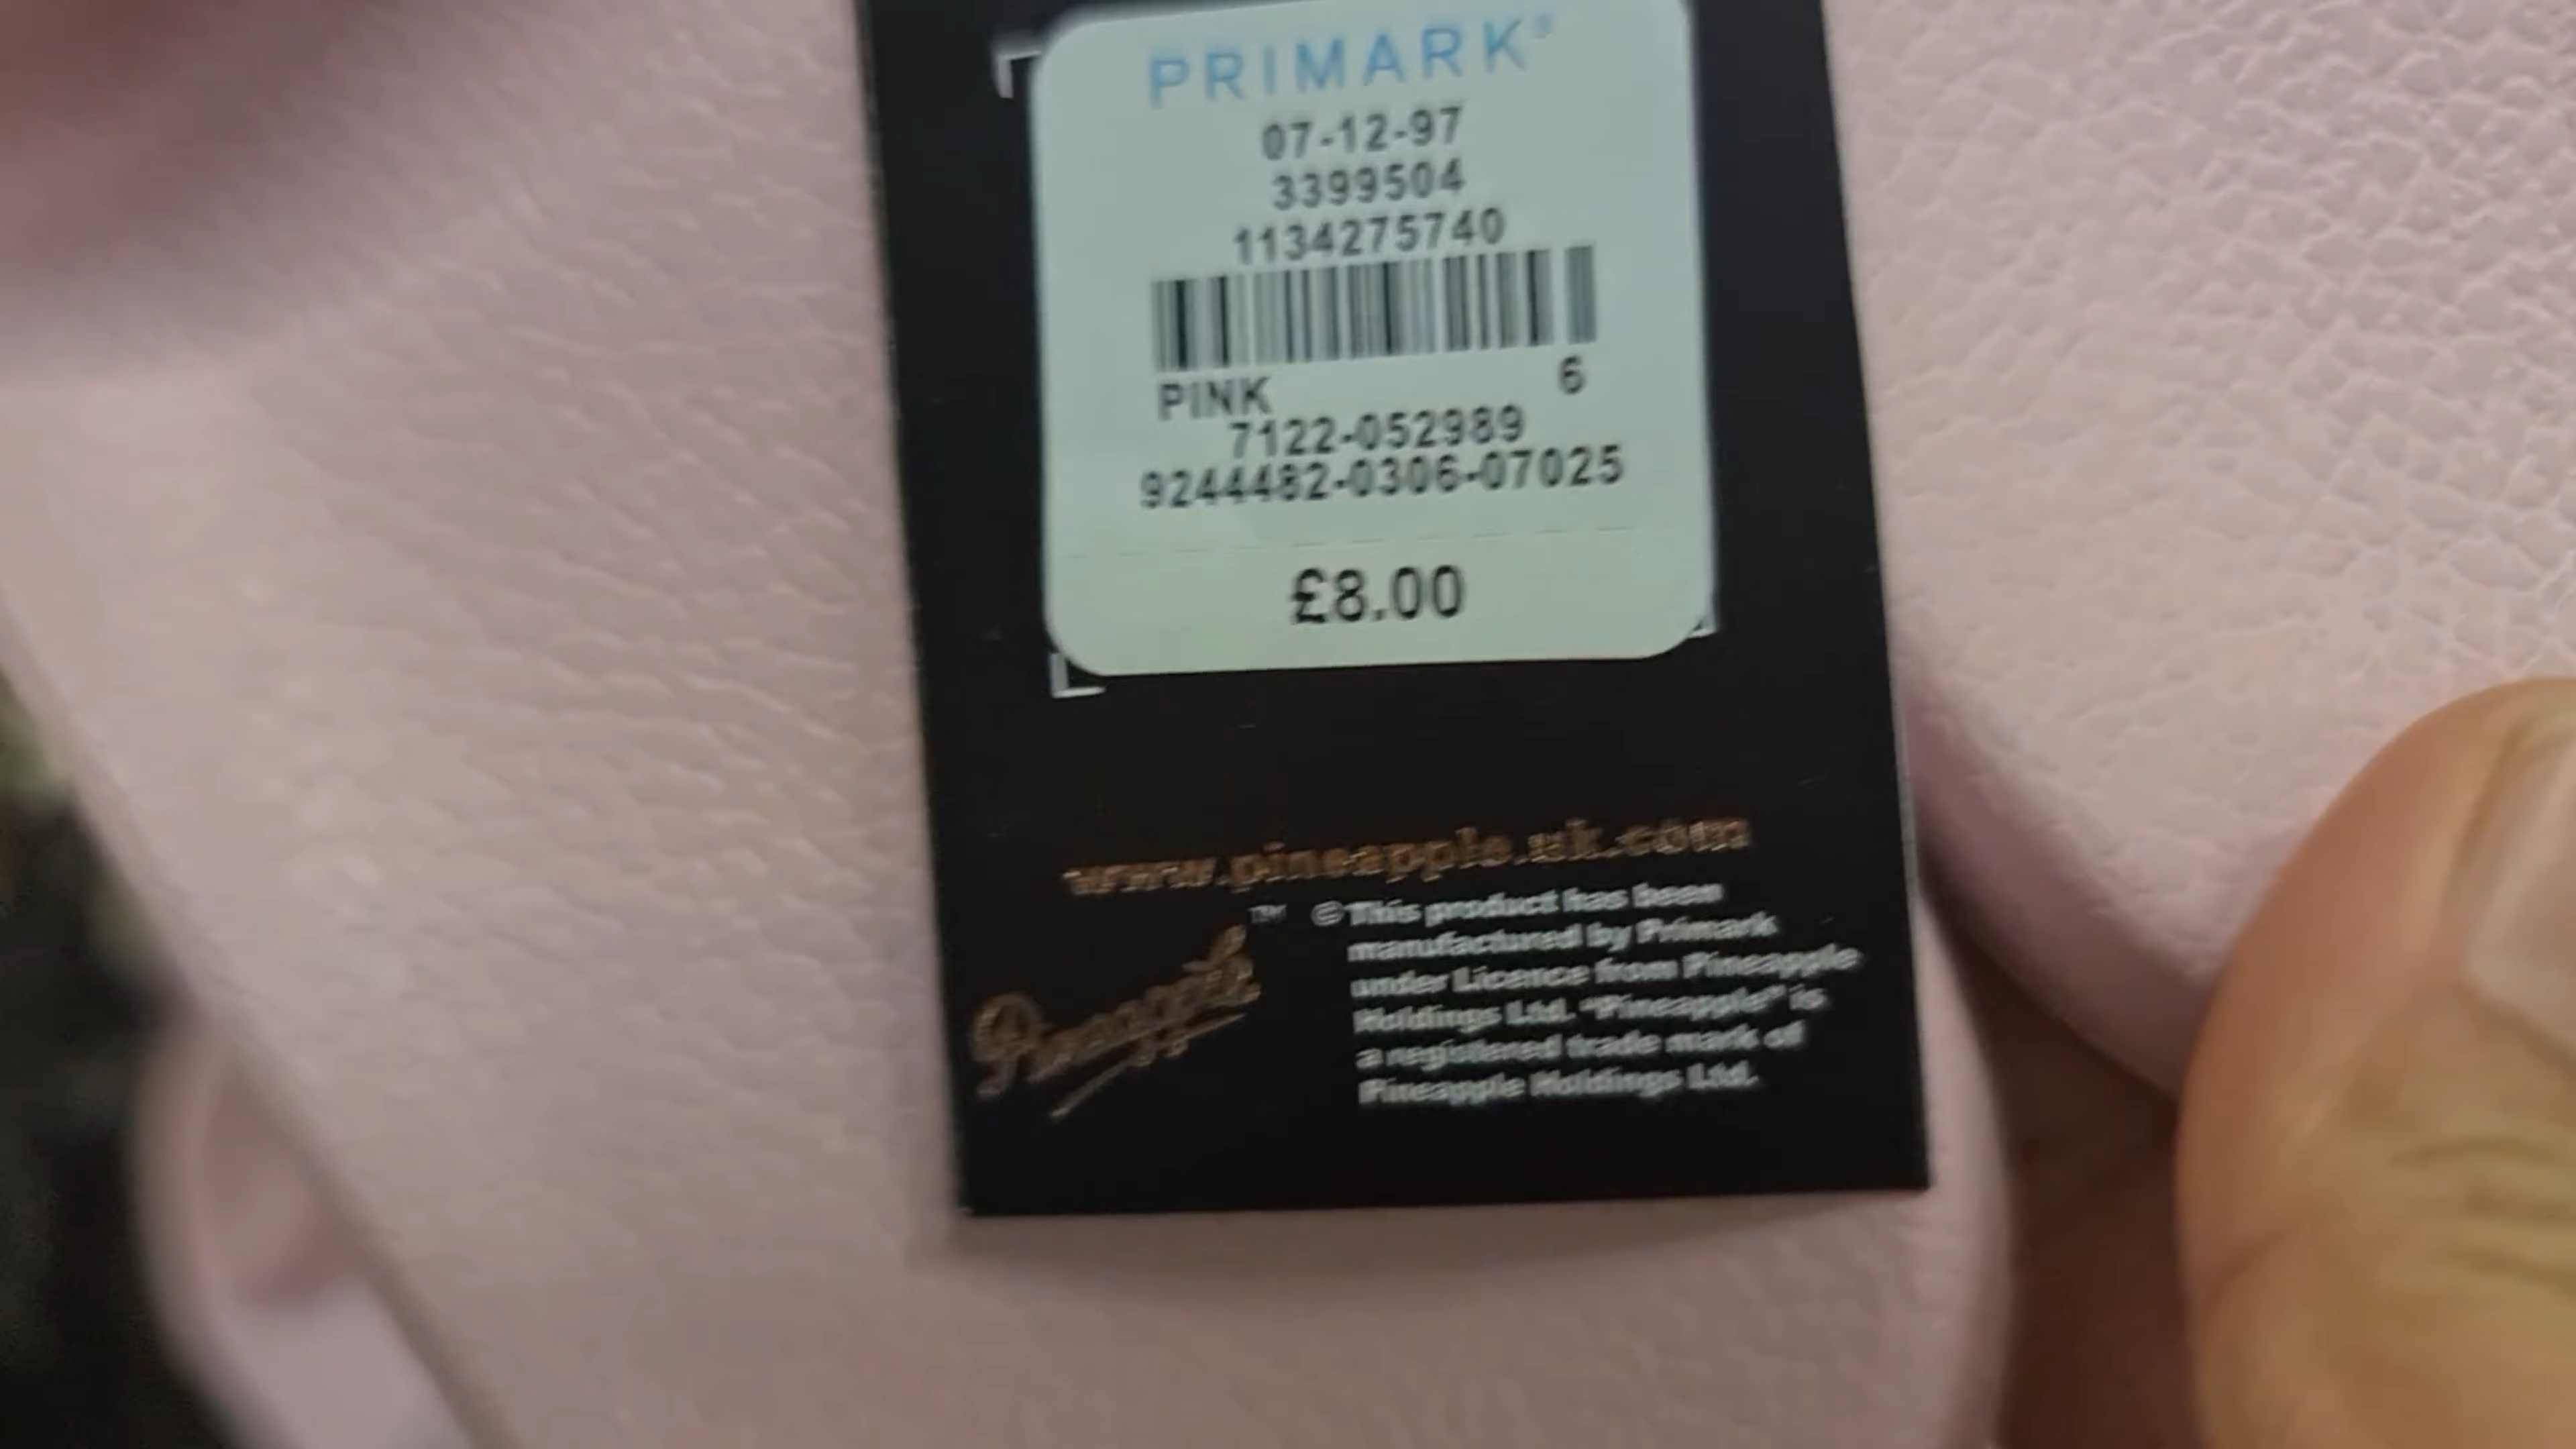 PRIMARK®
07-12-97
3399504
1134275740
PINK 6
7122-052989
9244482-0306-07025
£8.00
www.pineapple.uk.com
Pineapple™
© This product has been
manufactured by Primark
under Licence from Pineapple
Holdings Ltd. "Pineapple" is
a registered trade mark of
Pineapple Holdings Ltd.